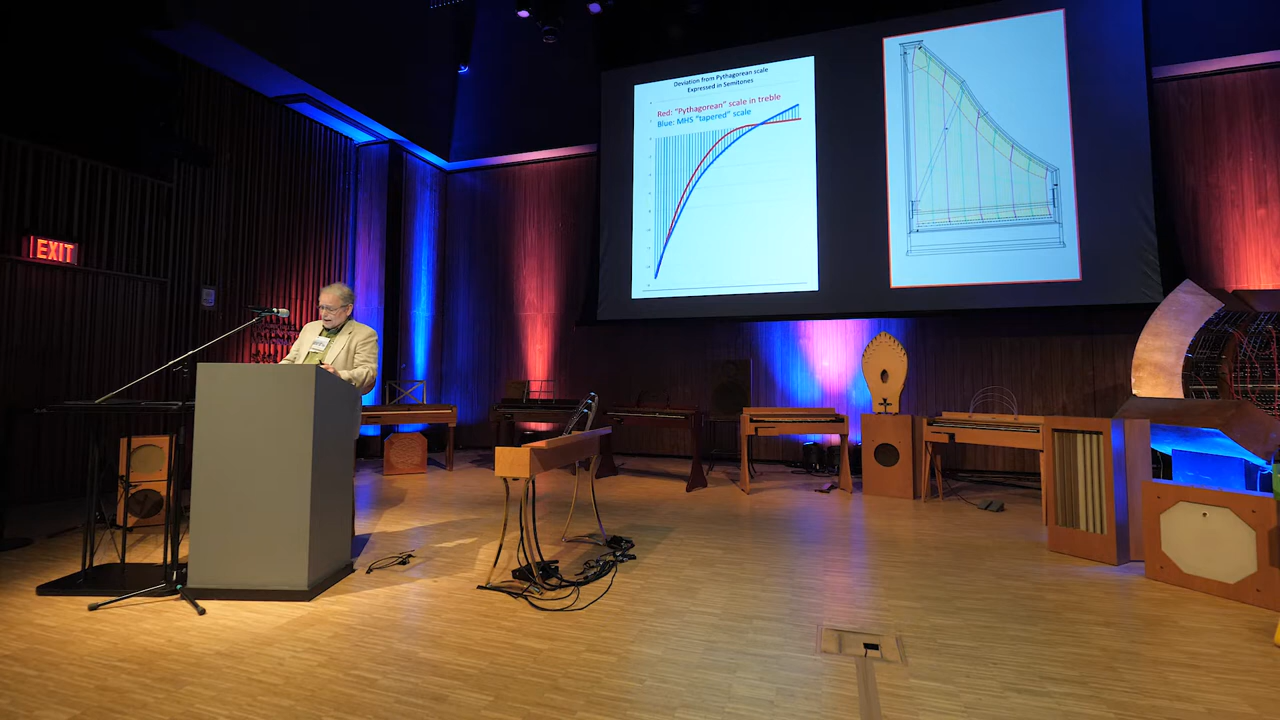 EXIT
Deviation from Pythagorean scale
Expressed in Semitones
Red: "Pythagorean" scale in treble
Blue: MHS "tapered" scale